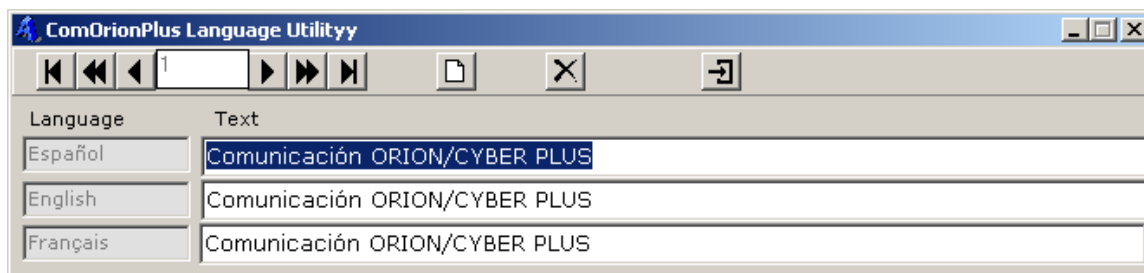 ComOrionPlus Language Utilityy
1
Language Text
Español Comunicación ORION/CYBER PLUS
English Comunicación ORION/CYBER PLUS
Français Comunicación ORION/CYBER PLUS